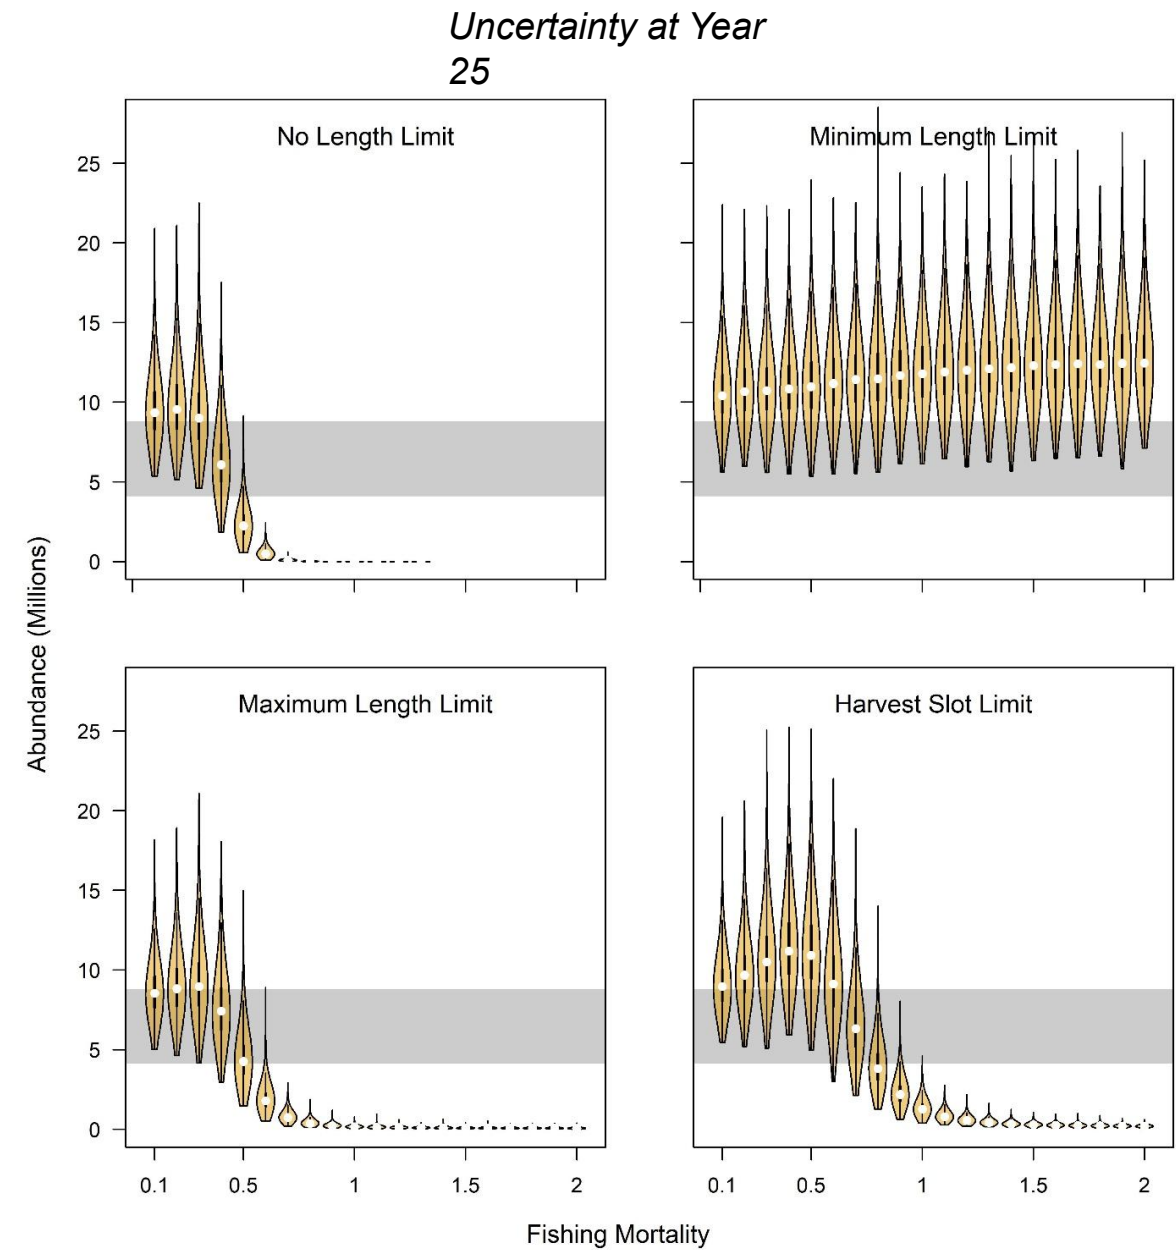 Uncertainty at Year
25
No Length Limit
Minimum Length Limit
25
20
15
10
5
0
Abundance (Millions)
Maximum Length Limit
Harvest Slot Limit
25
20
15
10
5
0
0.1 0.5 1 1.5 2
0.1 0.5 1 1.5 2
Fishing Mortality